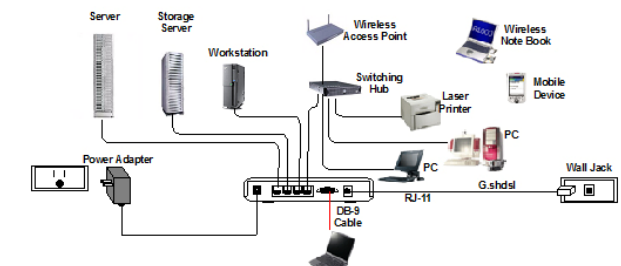 Server
Storage
Server
Workstation
Wireless
Access Point
Wireless
Note Book
Switching
Hub
Laser
Printer
Mobile
Device
PC
PC
Power Adapter
Wall Jack
G.shdsl
RJ-11
DB-9
Cable